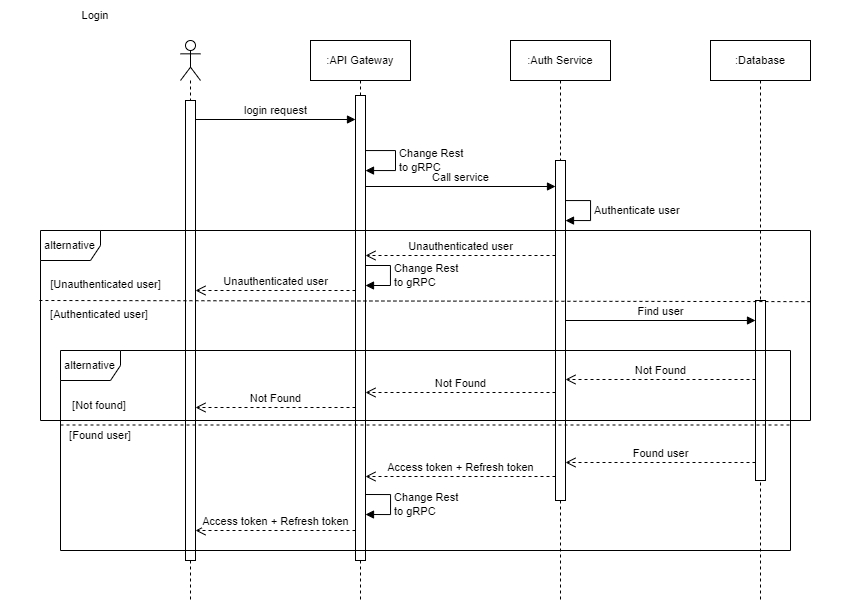 Login
:API Gateway
:Auth Service
:Database
login request
Change Rest
to gRPC
Call service
Authenticate user
alternative
Unauthenticated user
Change Rest
to gRPC
Unauthenticated user
[Unauthenticated user]
[Authenticated user]
Find user
alternative
Not Found
Not Found
Not Found
[Not found]
[Found user]
Found user
Access token + Refresh token
Change Rest
to gRPC
Access token + Refresh token